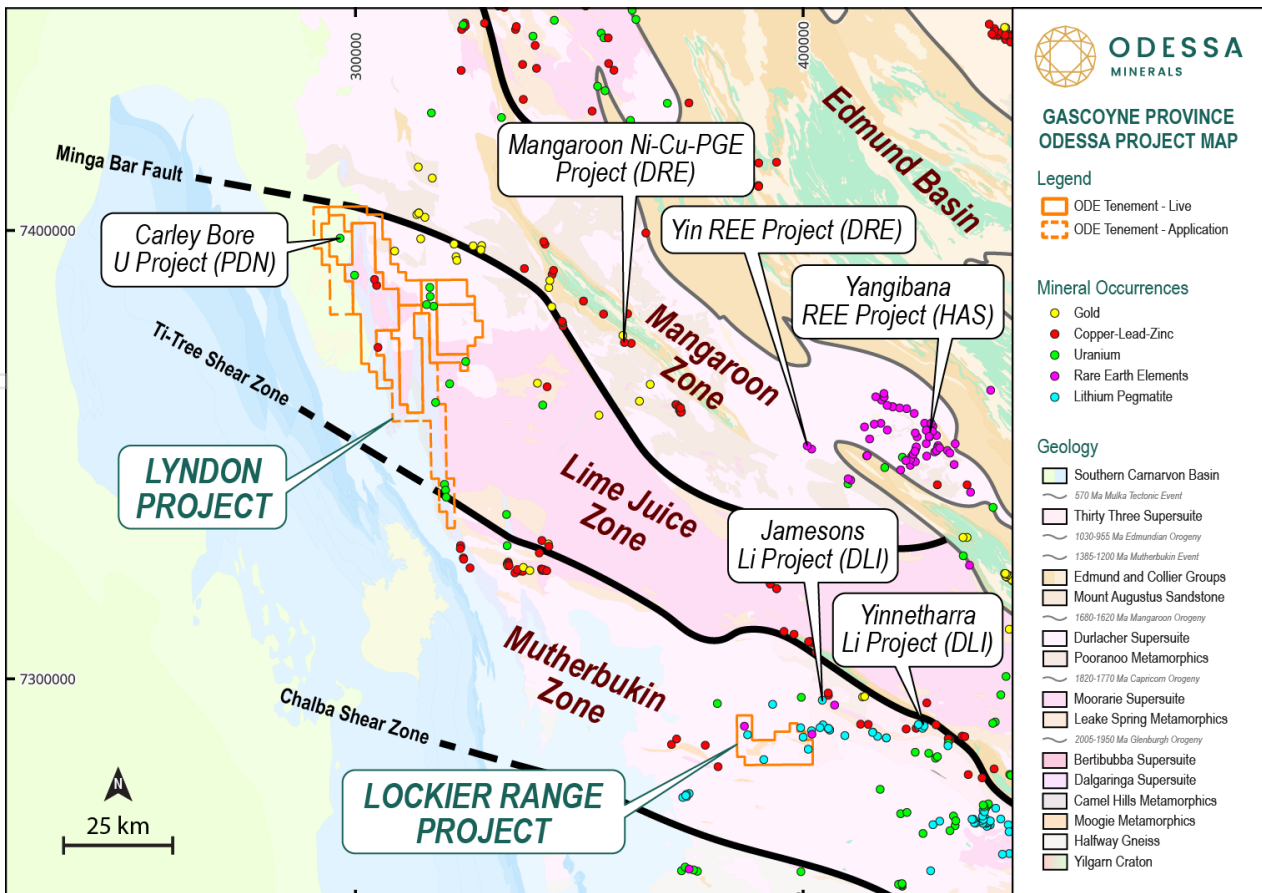 3000000
400000
7400000
7300000
Minga Bar Fault
Carley Bore
U Project (PDN)
Mangaroon Ni-Cu-PGE
Project (DRE)
Yin REE Project (DRE)
Yangibana
REE Project (HAS)
Edmund Basin
Ti-Tree Shear Zone
Mangaroon
Zone
LYNDON
PROJECT
Lime Juice
Zone
Jamesons
Li Project (DLI)
Yinnetharra
Li Project (DLI)
Mutherbukin
Zone
Chalba Shear Zone
LOCKIER RANGE
PROJECT
N
25 km
ODESSA
MINERALS
GASCOYNE PROVINCE
ODESSA PROJECT MAP
Legend
ODE Tenement - Live
ODE Tenement - Application
Mineral Occurrences
Gold
Copper-Lead-Zinc
Uranium
Rare Earth Elements
Lithium Pegmatite
Geology
Southern Carnarvon Basin
570 Ma Mulka Tectonic Event
Thirty Three Supersuite
1030-955 Ma Edmundian Orogeny
1385-1200 Ma Mutherbukin Event
Edmund and Collier Groups
Mount Augustus Sandstone
1680-1620 Ma Mangaroon Orogeny
Durlacher Supersuite
Pooranoo Metamorphics
1820-1770 Ma Capricorn Orogeny
Moorarie Supersuite
Leake Spring Metamorphics
2005-1950 Ma Glenburgh Orogeny
Bertibubba Supersuite
Dalgaringa Supersuite
Camel Hills Metamorphics
Moogie Metamorphics
Halfway Gneiss
Yilgarn Craton